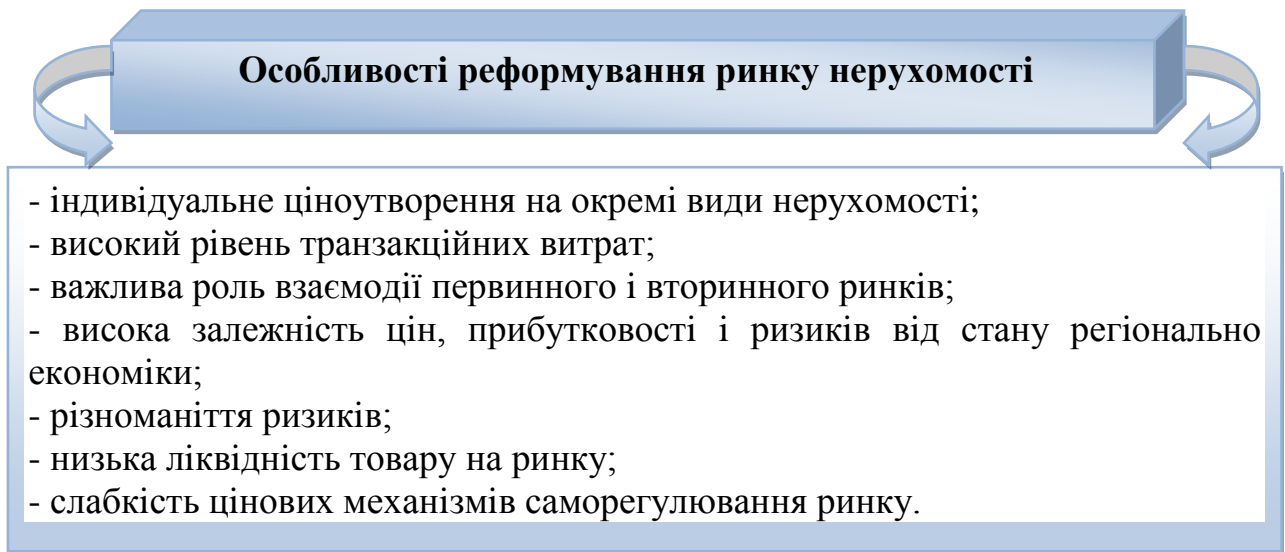 Особливості реформування ринку нерухомості
- індивідуальне ціноутворення на окремі види нерухомості;
- високий рівень транзакційних витрат;
- важлива роль взаємодії первинного і вторинного ринків;
- висока залежність цін, прибутковості і ризиків від стану регіонально
економіки;
- різноманіття ризиків;
- низька ліквідність товару на ринку;
- слабкість цінових механізмів саморегулювання ринку.